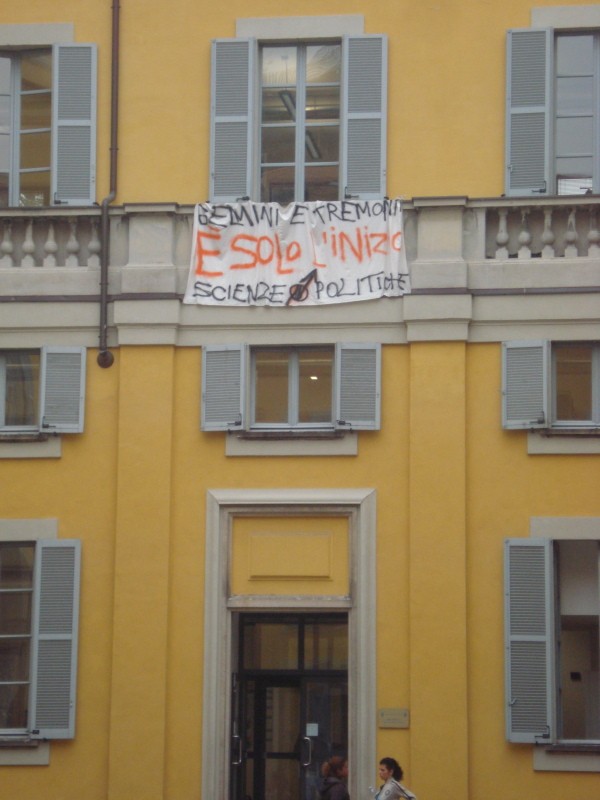 GELMINI E TREMONTI
È SOLO L'INIZIO
SCIENZE POLITICHE